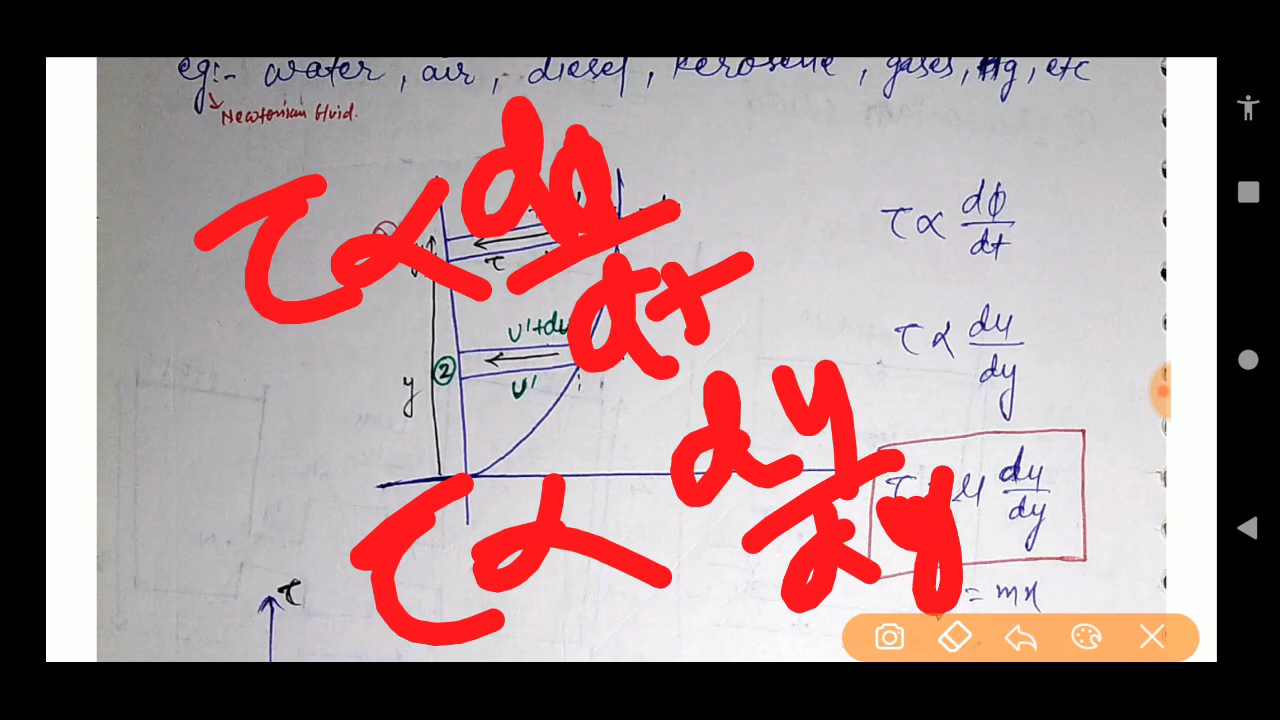 eg:- water, air, diesel, kerosene, gases, Hg, etc
Newtonian fluid.
τ α dφ/dt
τ α dφ/dt
τ
y
u'+du
② 
u'
τ α du/dy
τ α du/dy
τ = μ du/dy
= mx
τ